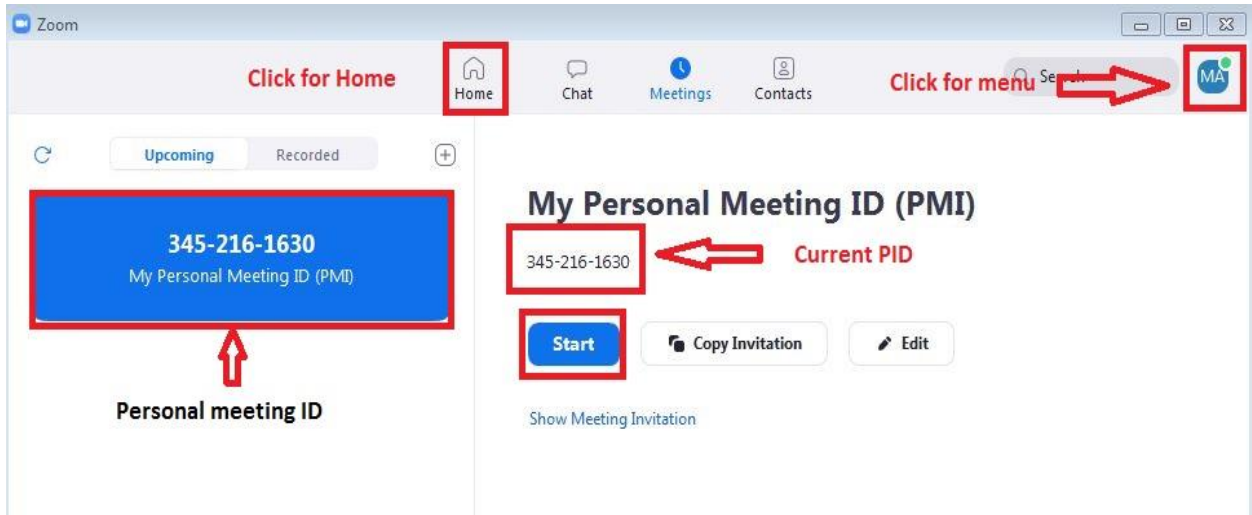 Zoom
Click for Home
Home
Chat
Meetings
Contacts
Click for menu
MA
Upcoming
Recorded
My Personal Meeting ID (PMI)
345-216-1630
My Personal Meeting ID (PMI)
345-216-1630
Current PID
Start
Copy Invitation
Edit
Personal meeting ID
Show Meeting Invitation